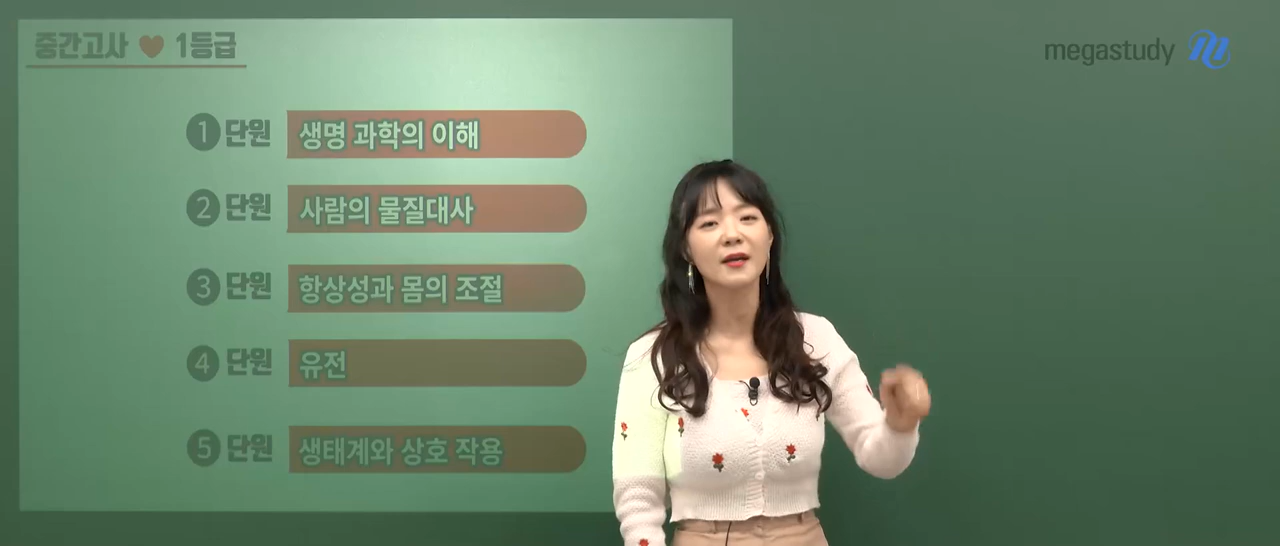 중간고사 ♥ 1등급
megastudy
1 단원 생명 과학의 이해
2 단원 사람의 물질대사
3 단원 항상성과 몸의 조절
4 단원 유전
5 단원 생태계와 상호 작용